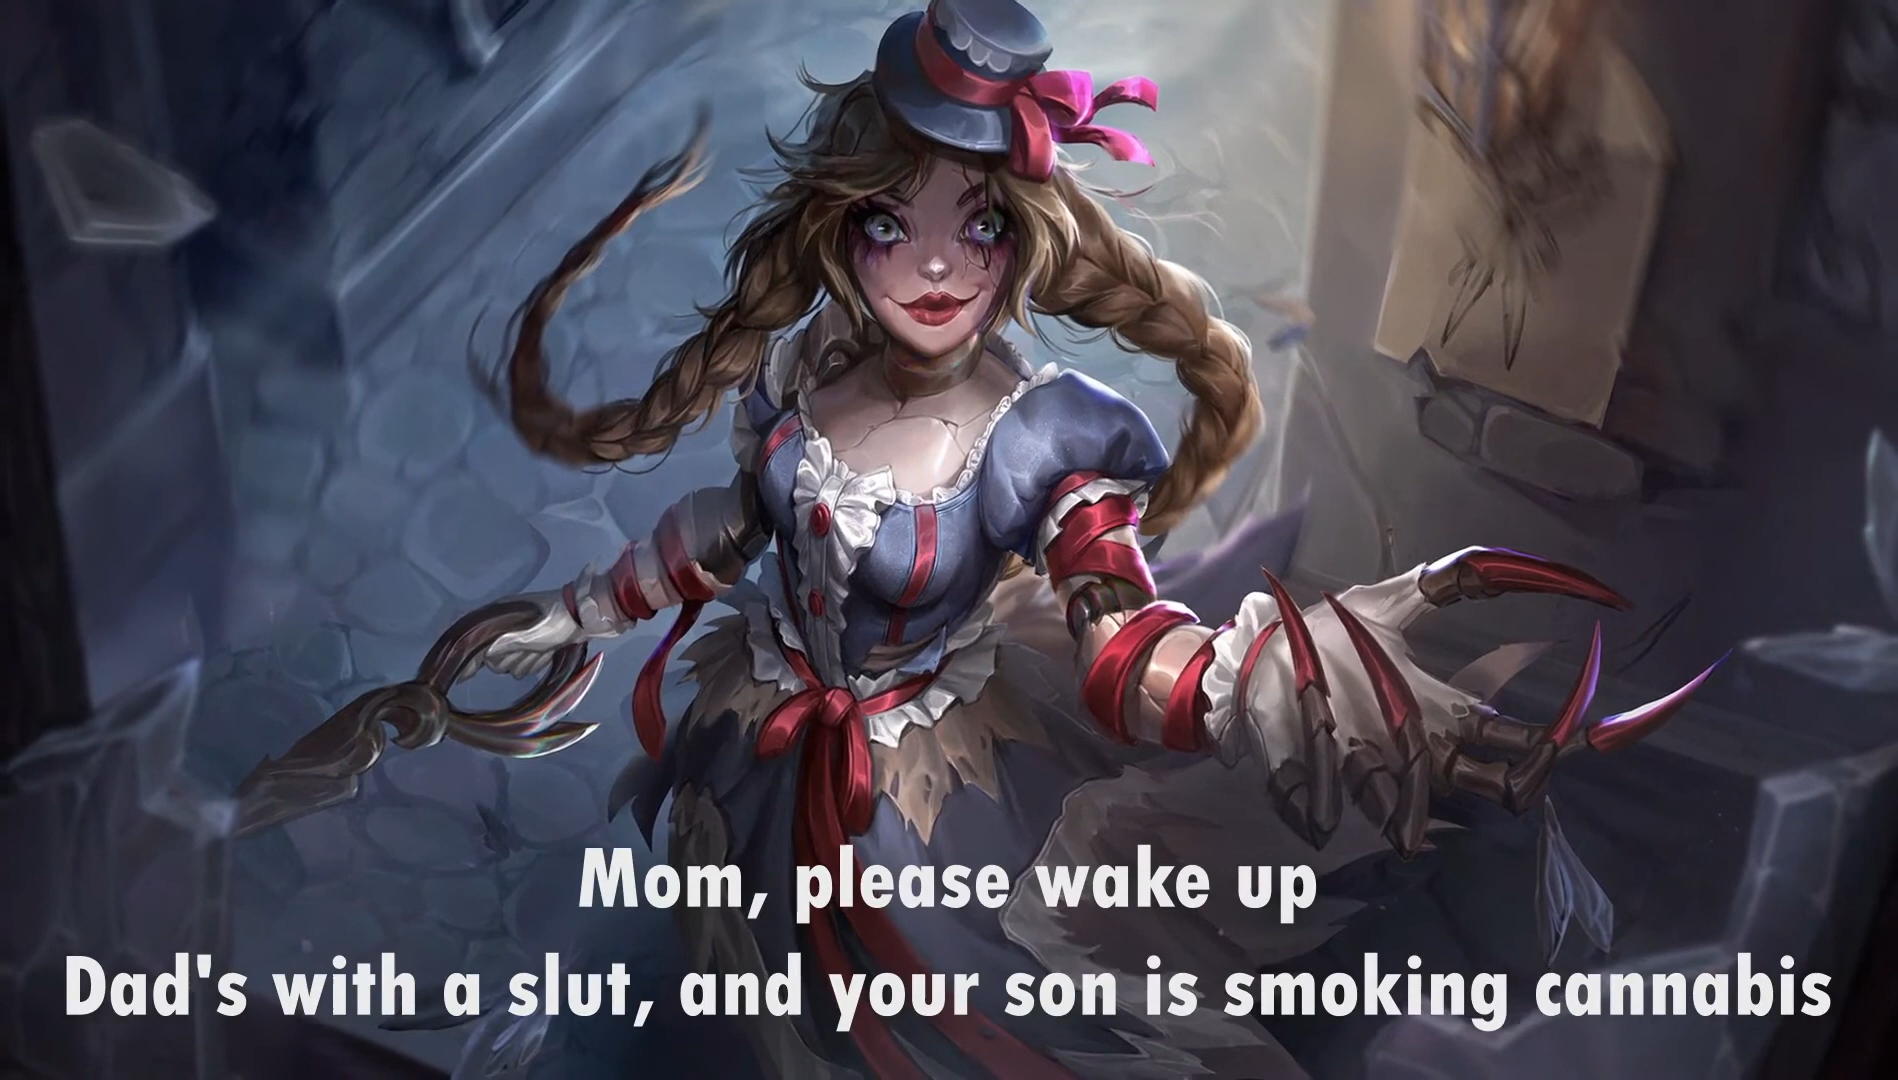 Mom, please wake up
Dad's with a slut, and your son is smoking cannabis